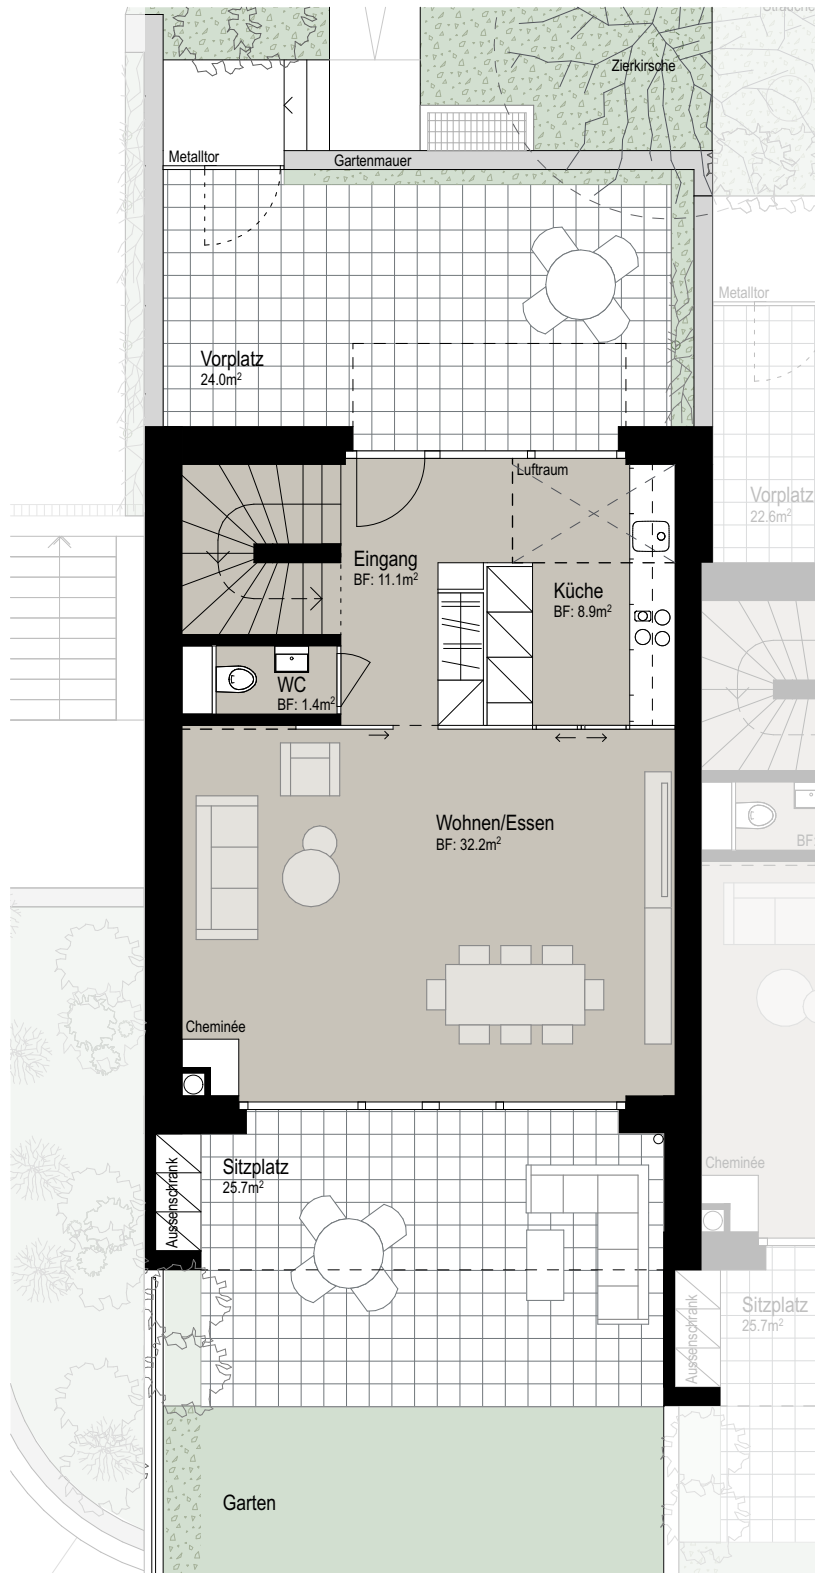 Sträucher
Zierkirsche
Metalltor
Gartenmauer
Metalltor
Vorplatz
24.0m²
Luftraum
Vorplatz
22.6m²
Eingang
BF: 11.1m²
Küche
BF: 8.9m²
WC
BF: 1.4m²
Wohnen/Essen
BF: 32.2m²
BF:
Cheminée
Sitzplatz
25.7m²
Aussenschrank
Cheminée
Sitzplatz
25.7m²
Aussenschrank
Garten